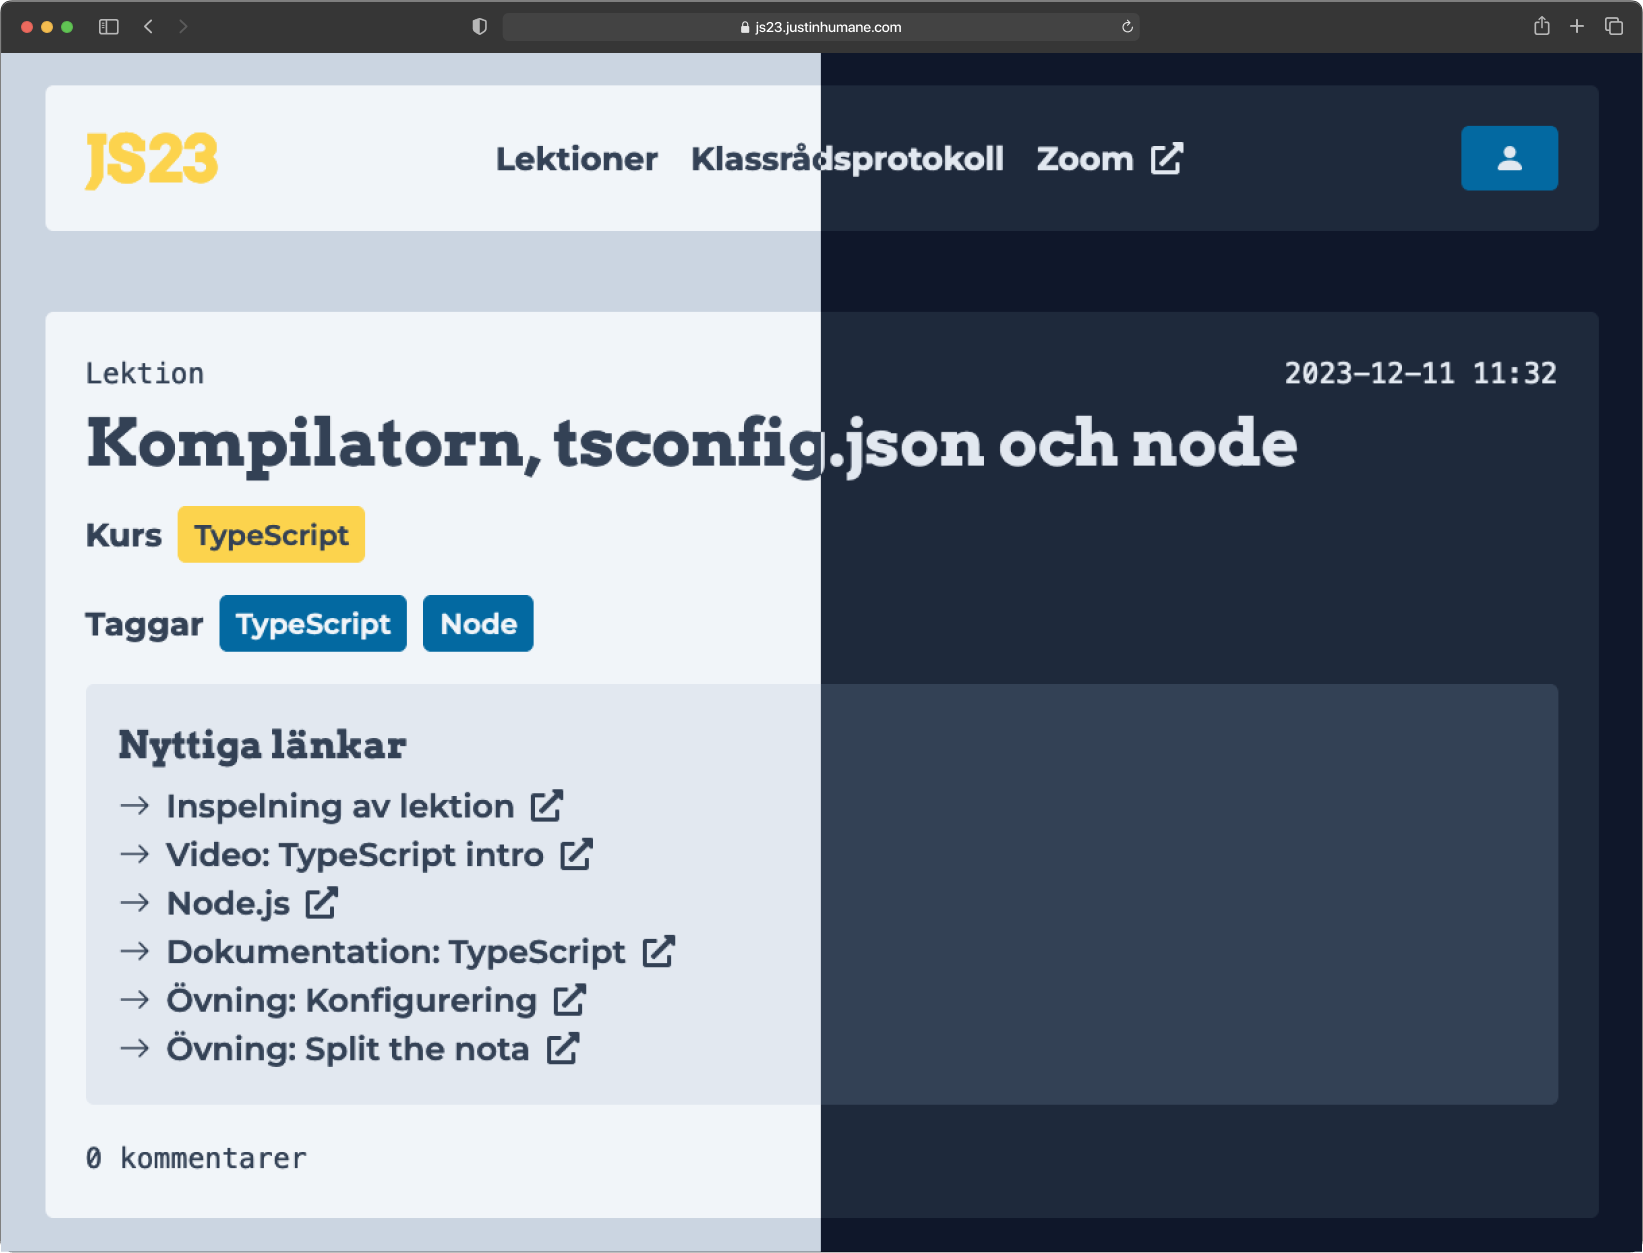 js23.justinhumane.com
JS23
Lektioner Klassrådsprotokoll Zoom
Lektion 2023-12-11 11:32
Kompilatorn, tsconfig.json och node
Kurs TypeScript
Taggar TypeScript Node
Nyttiga länkar
→ Inspelning av lektion
→ Video: TypeScript intro
→ Node.js
→ Dokumentation: TypeScript
→ Övning: Konfigurering
→ Övning: Split the nota
0 kommentarer